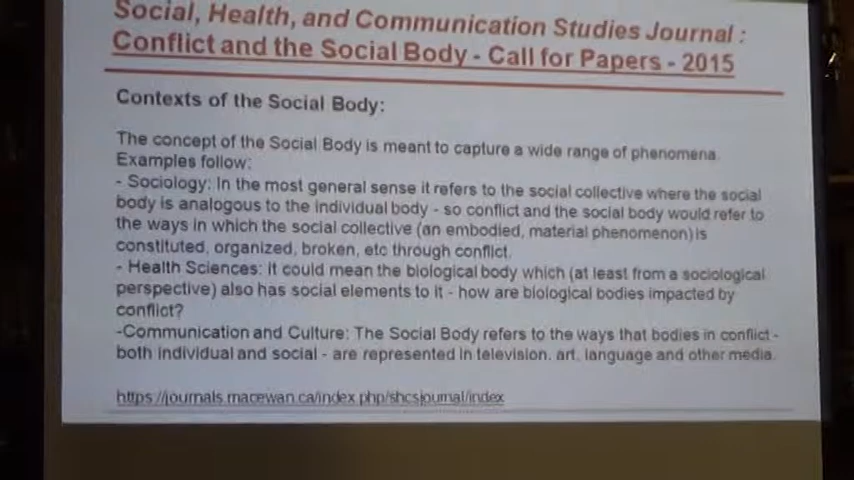 Social, Health, and Communication Studies Journal :
Conflict and the Social Body - Call for Papers - 2015
Contexts of the Social Body:
The concept of the Social Body is meant to capture a wide range of phenomena.
Examples follow:
- Sociology: In the most general sense it refers to the social collective where the social
body is analogous to the individual body - so conflict and the social body would refer to
the ways in which the social collective (an embodied, material phenomenon) is
constituted, organized, broken, etc through conflict.
- Health Sciences: it could mean the biological body which (at least from a sociological
perspective) also has social elements to it - how are biological bodies impacted by
conflict?
-Communication and Culture: The Social Body refers to the ways that bodies in conflict -
both individual and social - are represented in television, art, language and other media.
https://journals.macewan.ca/index.php/shcsjournal/index